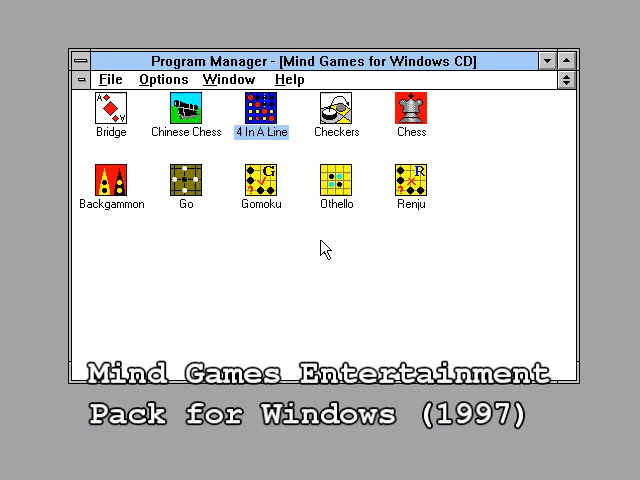 Program Manager - [Mind Games for Windows CD]
File Options Window Help
Bridge Chinese Chess 4 In A Line Checkers Chess
Backgammon Go Gomoku Othello Renju
Mind Games Entertainment
Pack for Windows (1997)